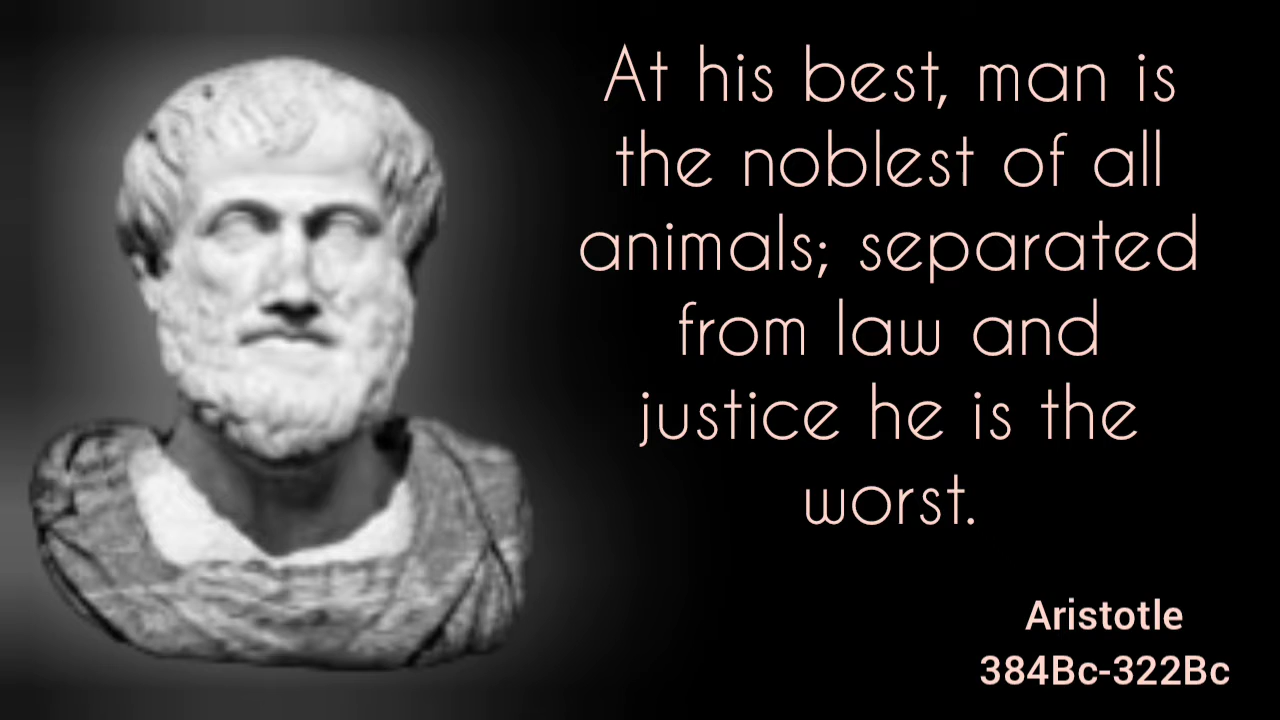 At his best, man is
the noblest of all
animals; separated
from law and
justice he is the
worst.
Aristotle
384Bc-322Bc